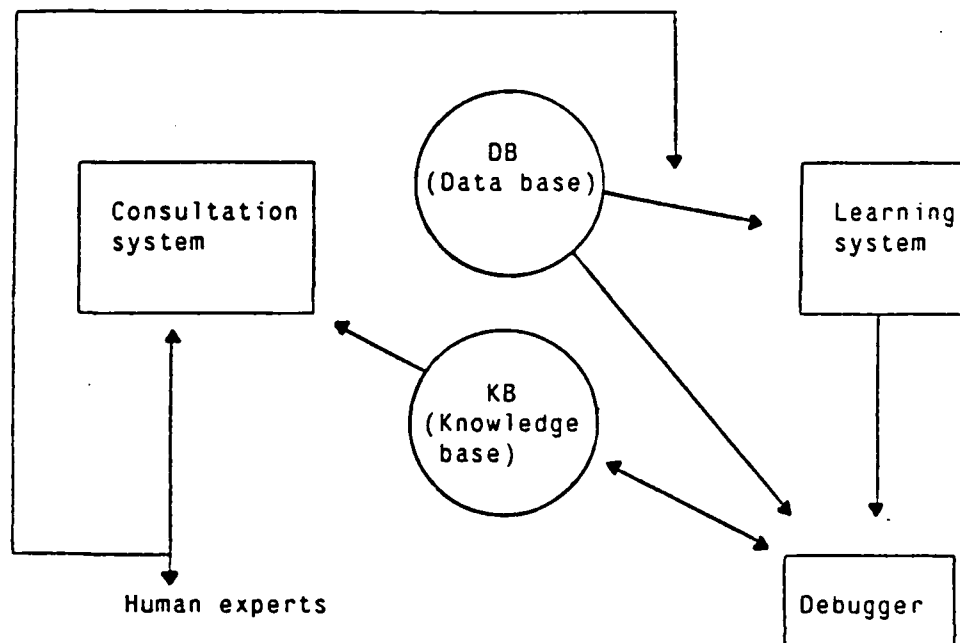 DB
(Data base)
Consultation
system
Learning
system
KB
(Knowledge
base)
Human experts
Debugger